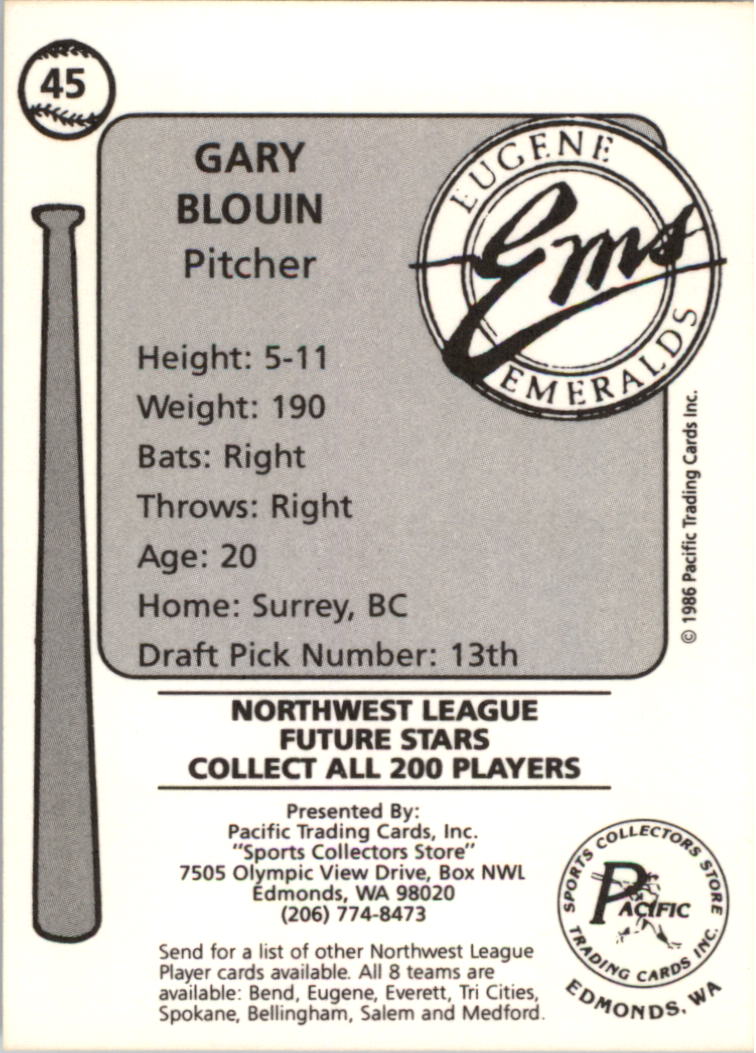 45
GARY
BLOUIN
Pitcher
EUGENE
Ems
EMERALDS
Height: 5-11
Weight: 190
Bats: Right
Throws: Right
Age: 20
Home: Surrey, BC
Draft Pick Number: 13th
© 1986 Pacific Trading Cards Inc.
NORTHWEST LEAGUE
FUTURE STARS
COLLECT ALL 200 PLAYERS
Presented By:
Pacific Trading Cards, Inc.
"Sports Collectors Store"
7505 Olympic View Drive, Box NWL
Edmonds, WA 98020
(206) 774-8473
Send for a list of other Northwest League
Player cards available. All 8 teams are
available: Bend, Eugene, Everett, Tri Cities,
Spokane, Bellingham, Salem and Medford.
SPORTS COLLECTORS STORE
PACIFIC
TRADING CARDS INC.
EDMONDS, WA